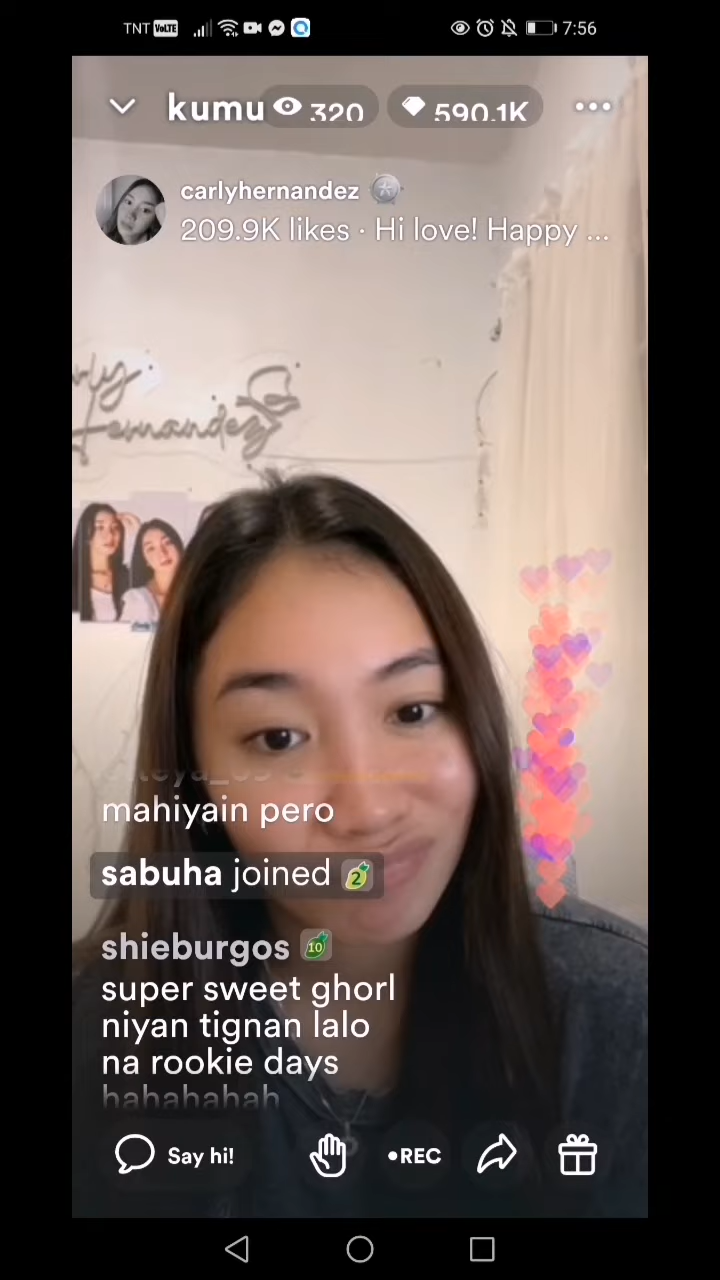 TNT VoLTE 7:56
kumu 320 590.1K
carlyhernandez
209.9K likes · Hi love! Happy ...
Hernandez
mahiyain pero
sabuha joined 2
shieburgos 10
super sweet ghorl
niyan tignan lalo
na rookie days
hahahahah
Say hi! •REC